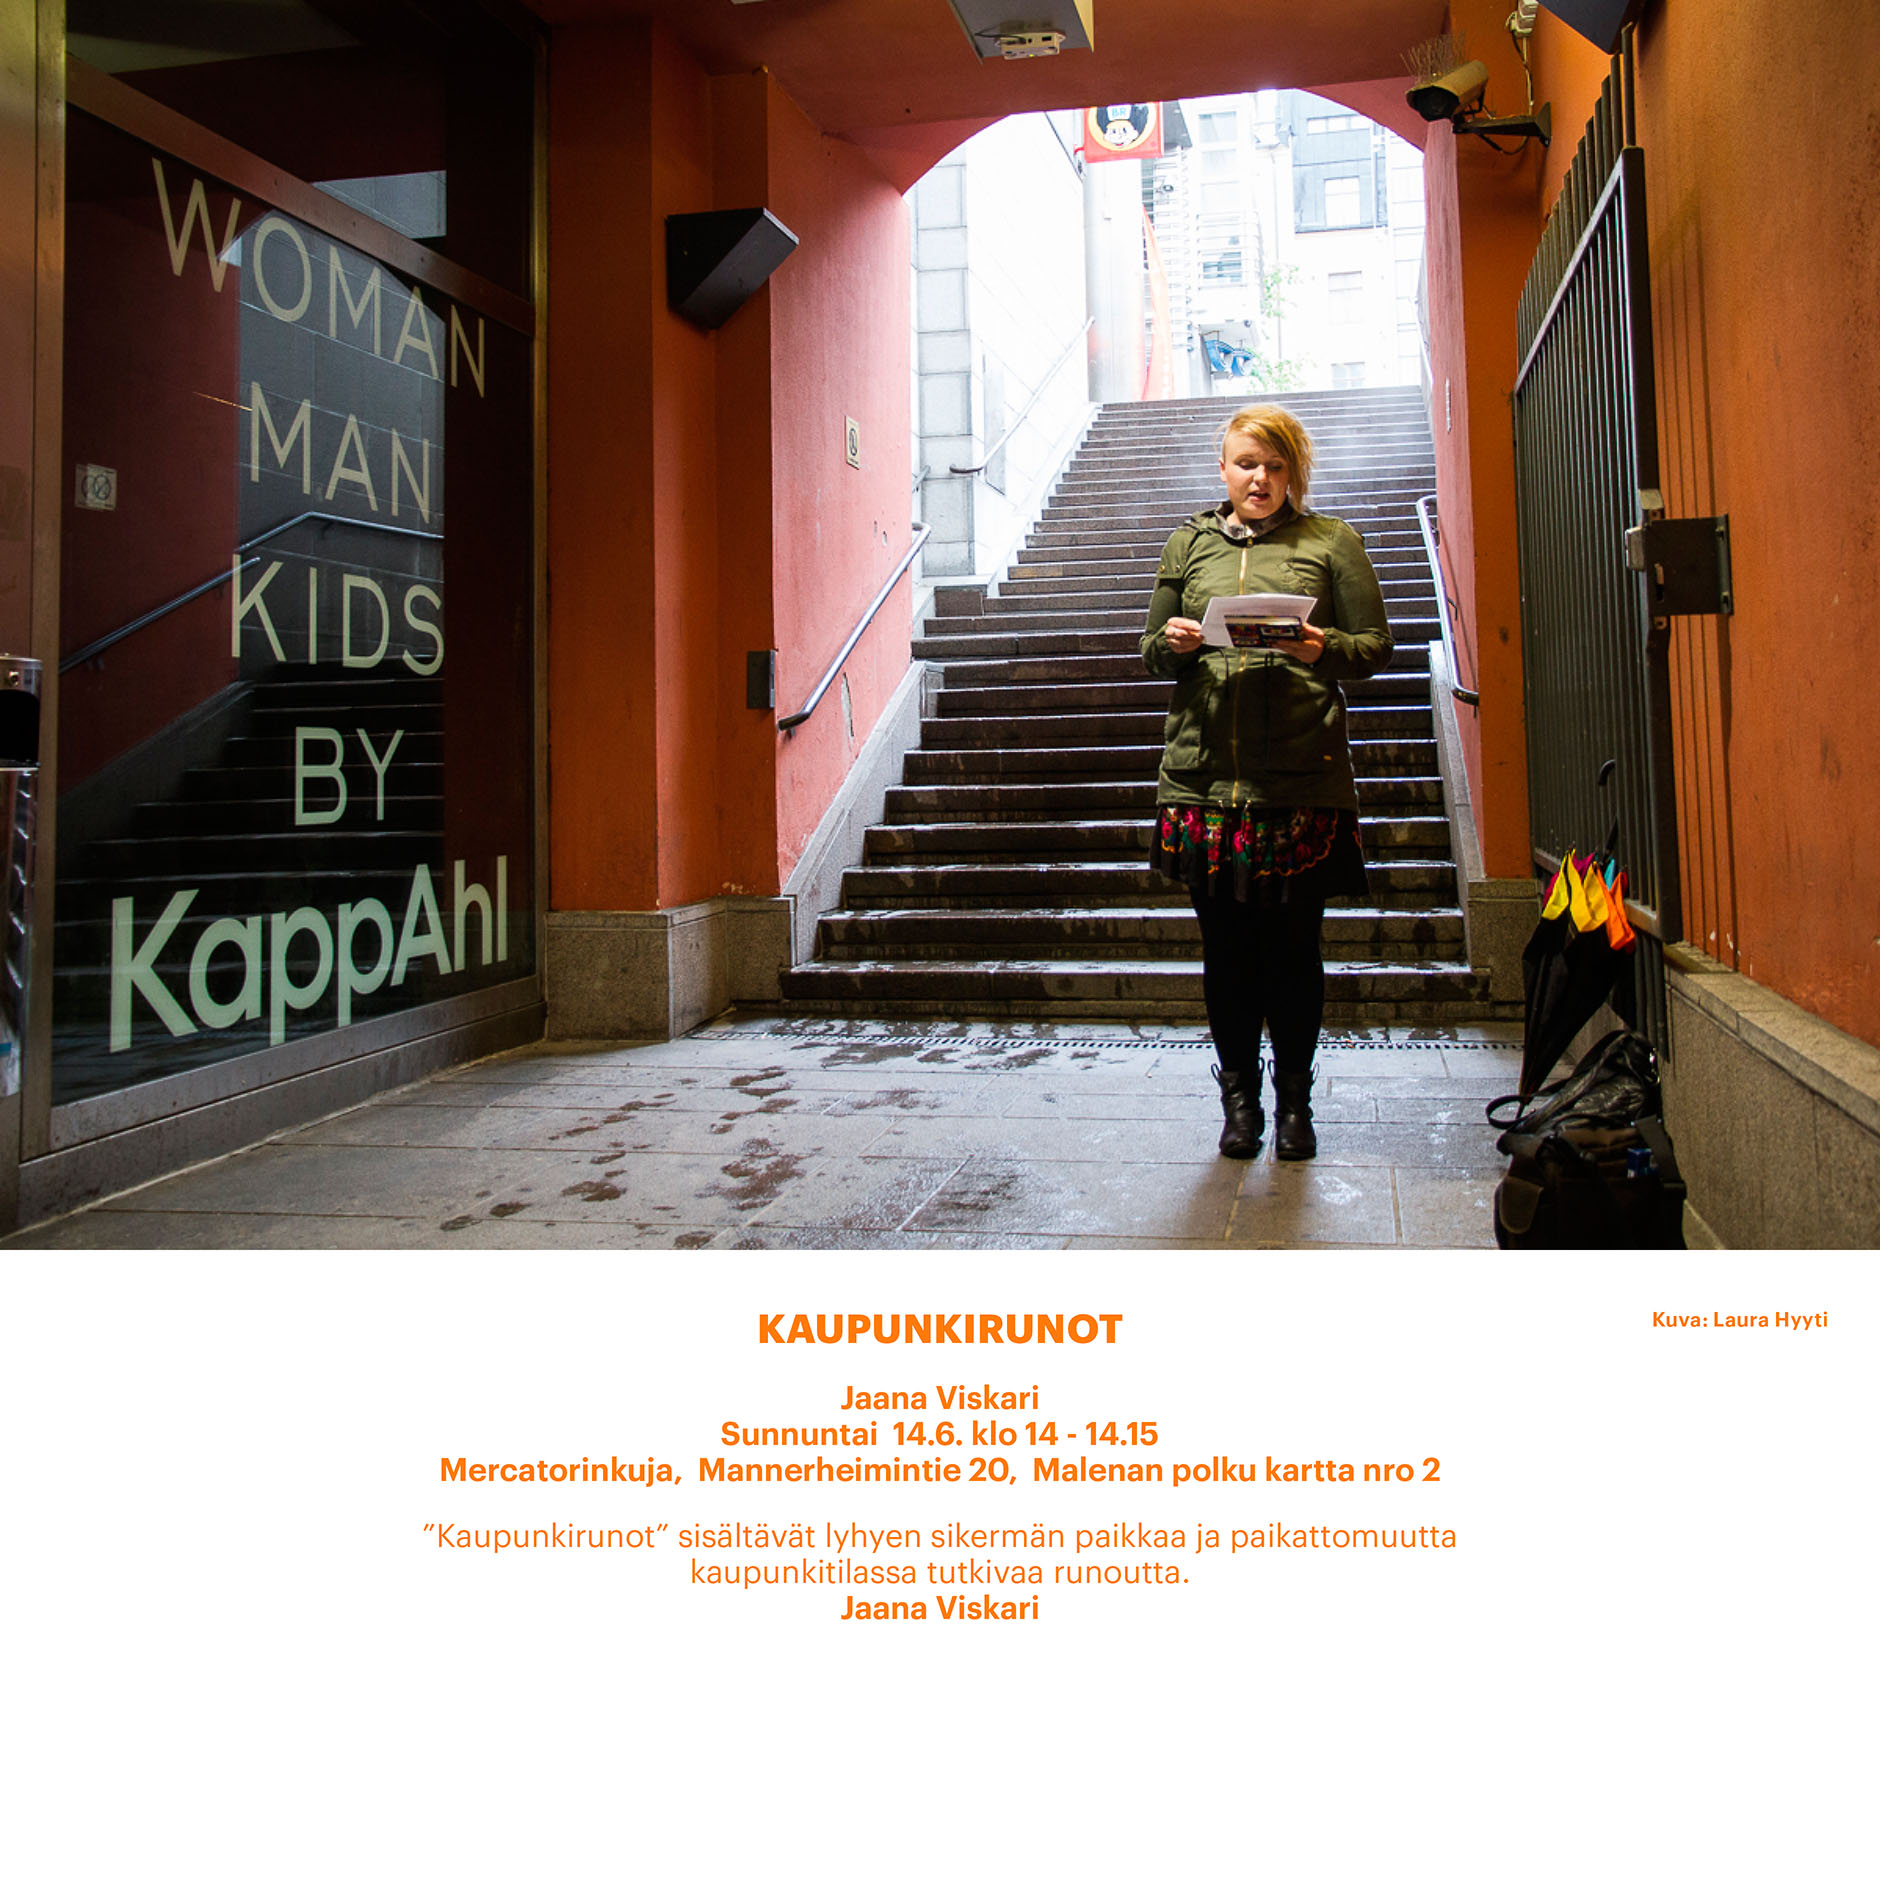 BR
WOMAN
MAN
KIDS
BY
KappAhl
KAUPUNKIRUNOT
Kuva: Laura Hyyti
Jaana Viskari
Sunnuntai 14.6. klo 14 - 14.15
Mercatorinkuja, Mannerheimintie 20, Malenan polku kartta nro 2
”Kaupunkirunot” sisältävät lyhyen sikermän paikkaa ja paikattomuutta
kaupunkitilassa tutkivaa runoutta.
Jaana Viskari